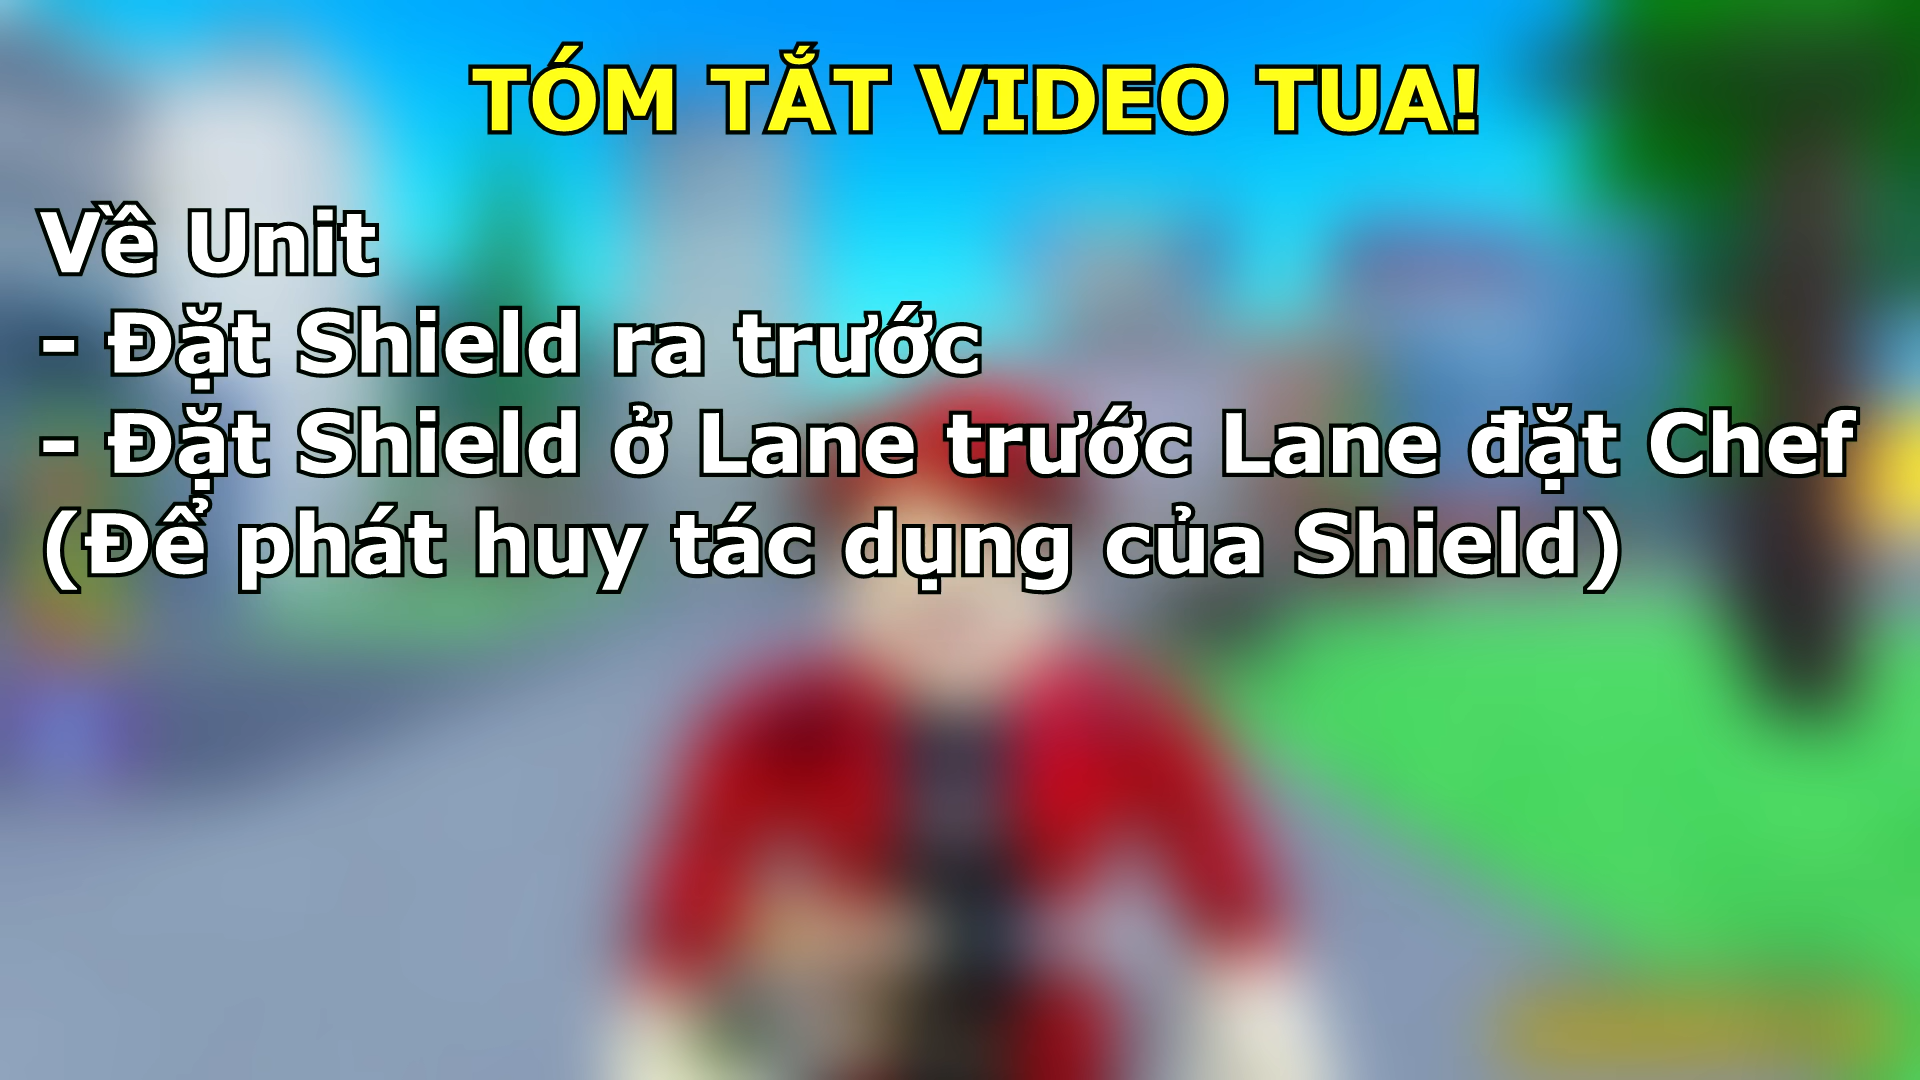 TÓM TẮT VIDEO TUA!
Về Unit
- Đặt Shield ra trước
- Đặt Shield ở Lane trước Lane đặt Chef
(Để phát huy tác dụng của Shield)